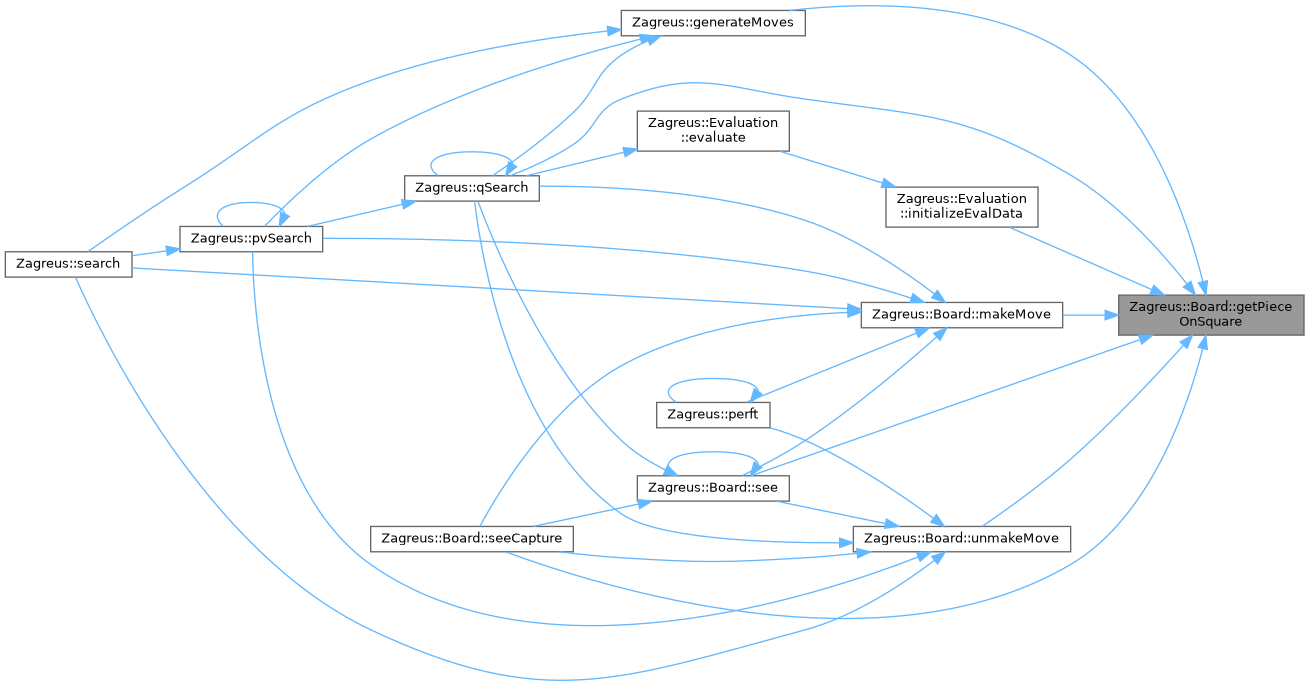 Zagreus::generateMoves
Zagreus::Evaluation
::evaluate
Zagreus::qSearch
Zagreus::Evaluation
::initializeEvalData
Zagreus::pvSearch
Zagreus::search
Zagreus::Board::makeMove
Zagreus::Board::getPiece
OnSquare
Zagreus::perft
Zagreus::Board::see
Zagreus::Board::seeCapture
Zagreus::Board::unmakeMove